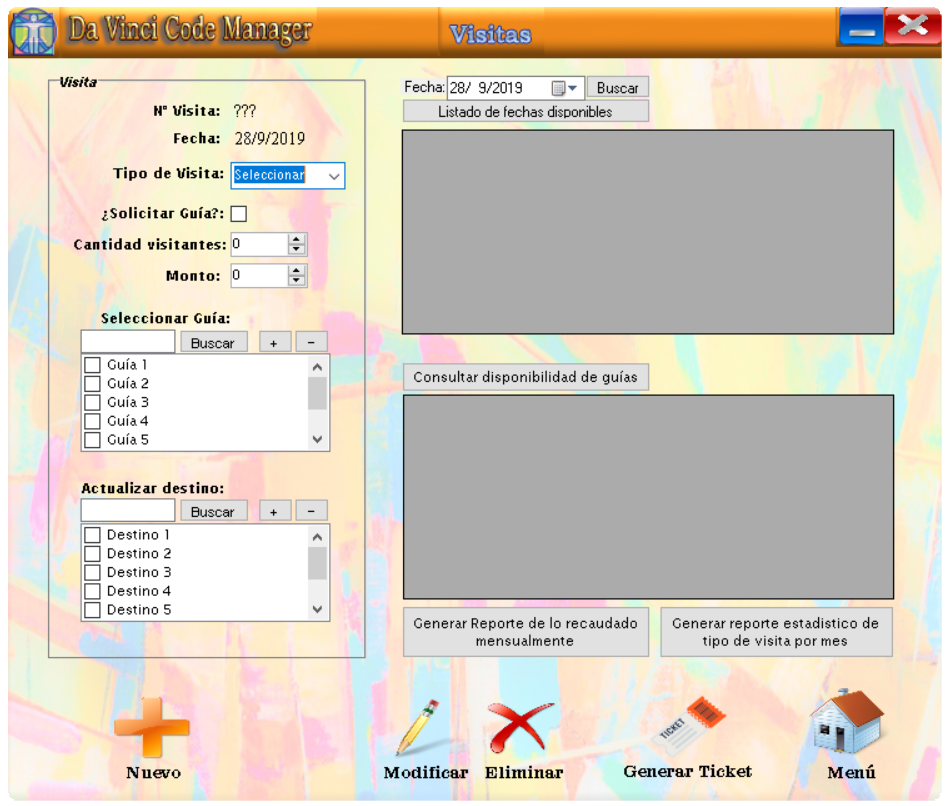 Da Vinci Code Manager
Visitas
Visita
N° Visita: ???
Fecha: 28/9/2019
Tipo de Visita: Seleccionar
¿Solicitar Guía?:
Cantidad visitantes: 0
Monto: 0
Seleccionar Guía:
Buscar + -
Guía 1
Guía 2
Guía 3
Guía 4
Guía 5
Actualizar destino:
Buscar + -
Destino 1
Destino 2
Destino 3
Destino 4
Destino 5
Fecha: 28/ 9/2019 Buscar
Listado de fechas disponibles
Consultar disponibilidad de guías
Generar Reporte de lo recaudado
mensualmente
Generar reporte estadistico de
tipo de visita por mes
Nuevo
Modificar
Eliminar
TICKET
Generar Ticket
Menú